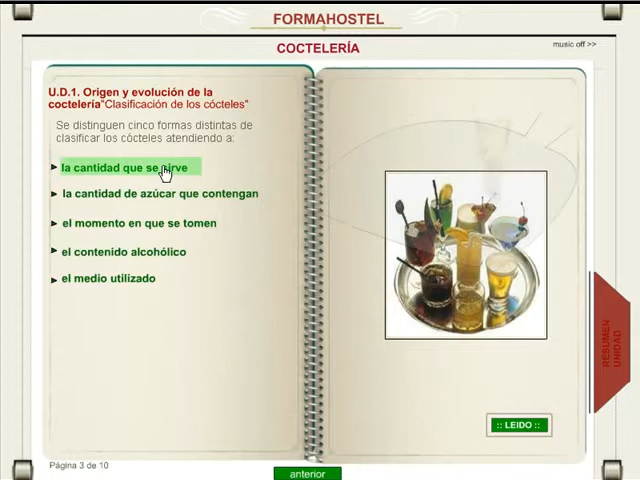 FORMAHOSTEL
COCTELERÍA
music off >>
U.D.1. Origen y evolución de la
coctelería"Clasificación de los cócteles"
Se distinguen cinco formas distintas de
clasificar los cócteles atendiendo a:
la cantidad que se sirve
la cantidad de azúcar que contengan
el momento en que se tomen
el contenido alcohólico
el medio utilizado
RESUMEN
UNIDAD
:: LEIDO ::
Página 3 de 10
anterior